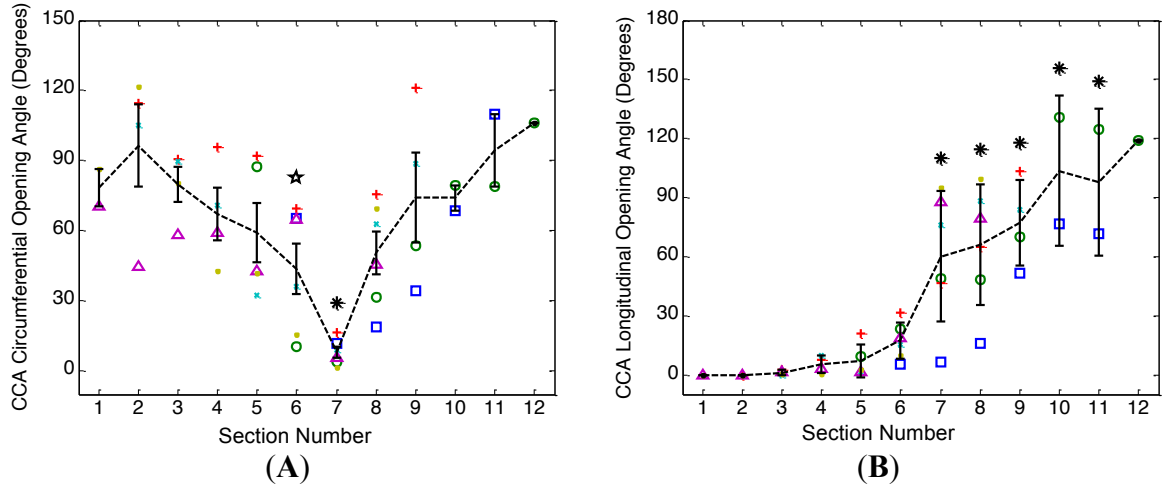 150
120
90
60
30
0
CCA Circumferential Opening Angle (Degrees)
1 2 3 4 5 6 7 8 9 10 11 12
Section Number
(A)
180
150
120
90
60
30
0
CCA Longitudinal Opening Angle (Degrees)
1 2 3 4 5 6 7 8 9 10 11 12
Section Number
(B)